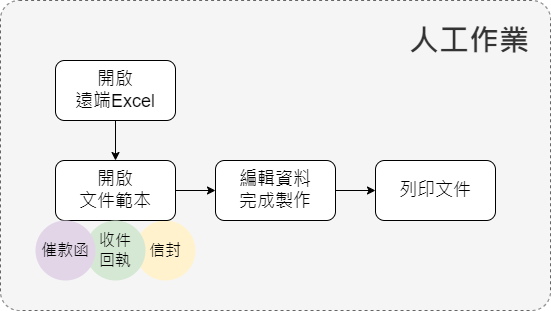 人工作業
開啟
遠端Excel
開啟
文件範本
編輯資料
完成製作
列印文件
催款函
收件
回執
信封